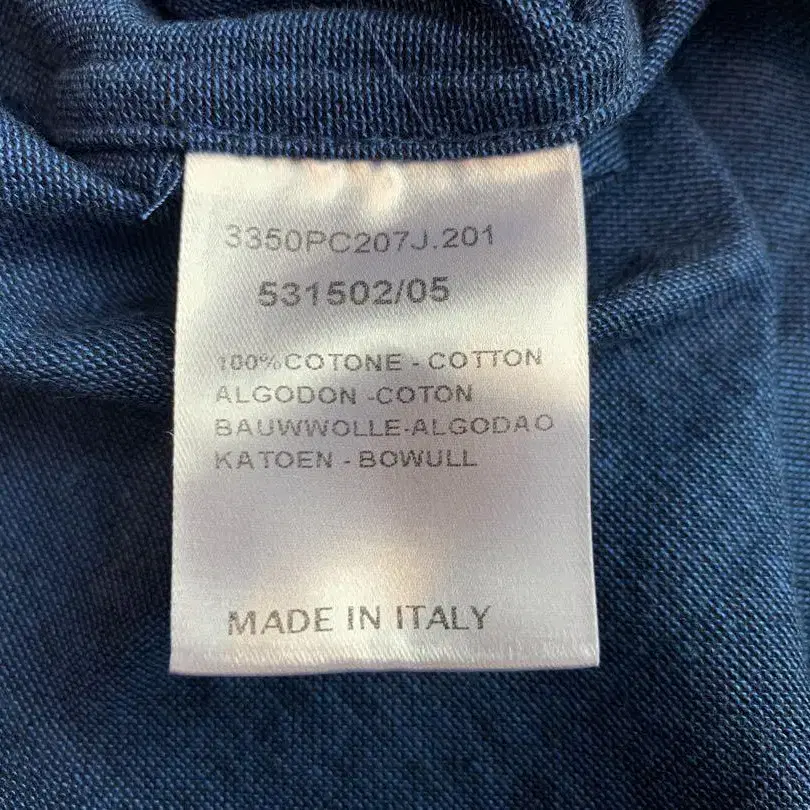 3350PC207J.201
531502/05
100%COTONE - COTTON
ALGODON -COTON
BAUWWOLLE-ALGODAO
KATOEN - BOWULL
MADE IN ITALY